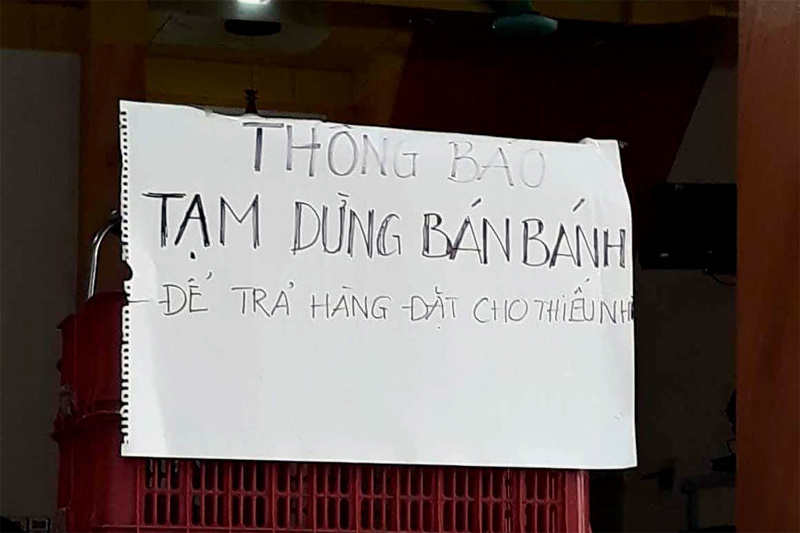 THÔNG BÁO
TẠM DỪNG BÁN BÁNH
- ĐỂ TRẢ HÀNG ĐẶT CHO THIẾU NHI